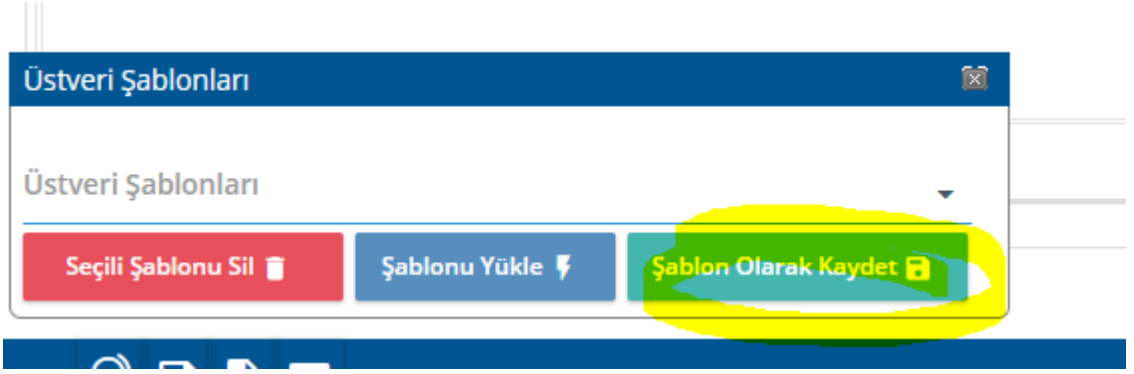 Üstveri Şablonları
Üstveri Şablonları
Seçili Şablonu Sil Şablonu Yükle Şablon Olarak Kaydet